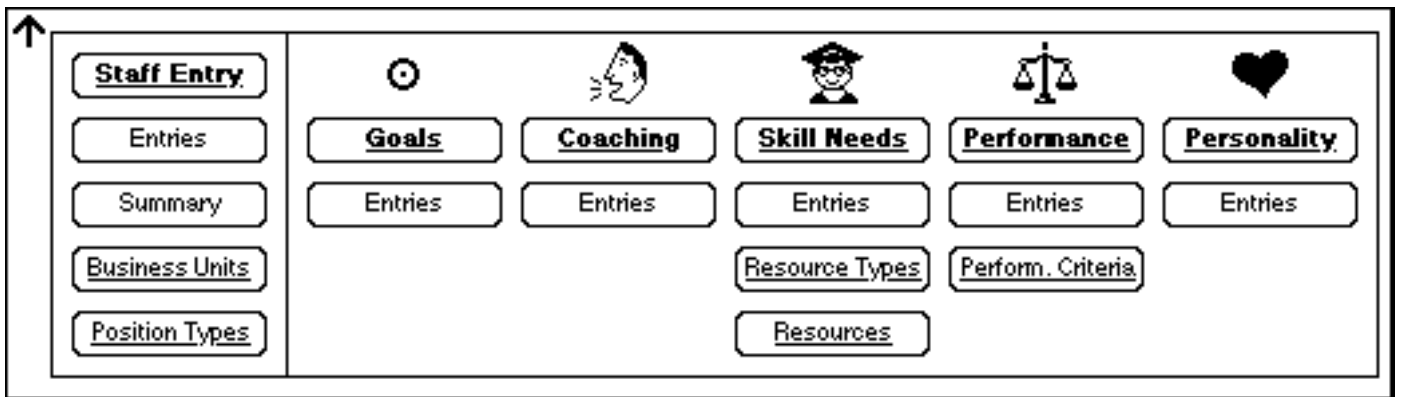 Staff Entry
Entries
Summary
Business Units
Position Types
Goals
Entries
Coaching
Entries
Skill Needs
Entries
Resource Types
Resources
Performance
Entries
Perform. Criteria
Personality
Entries